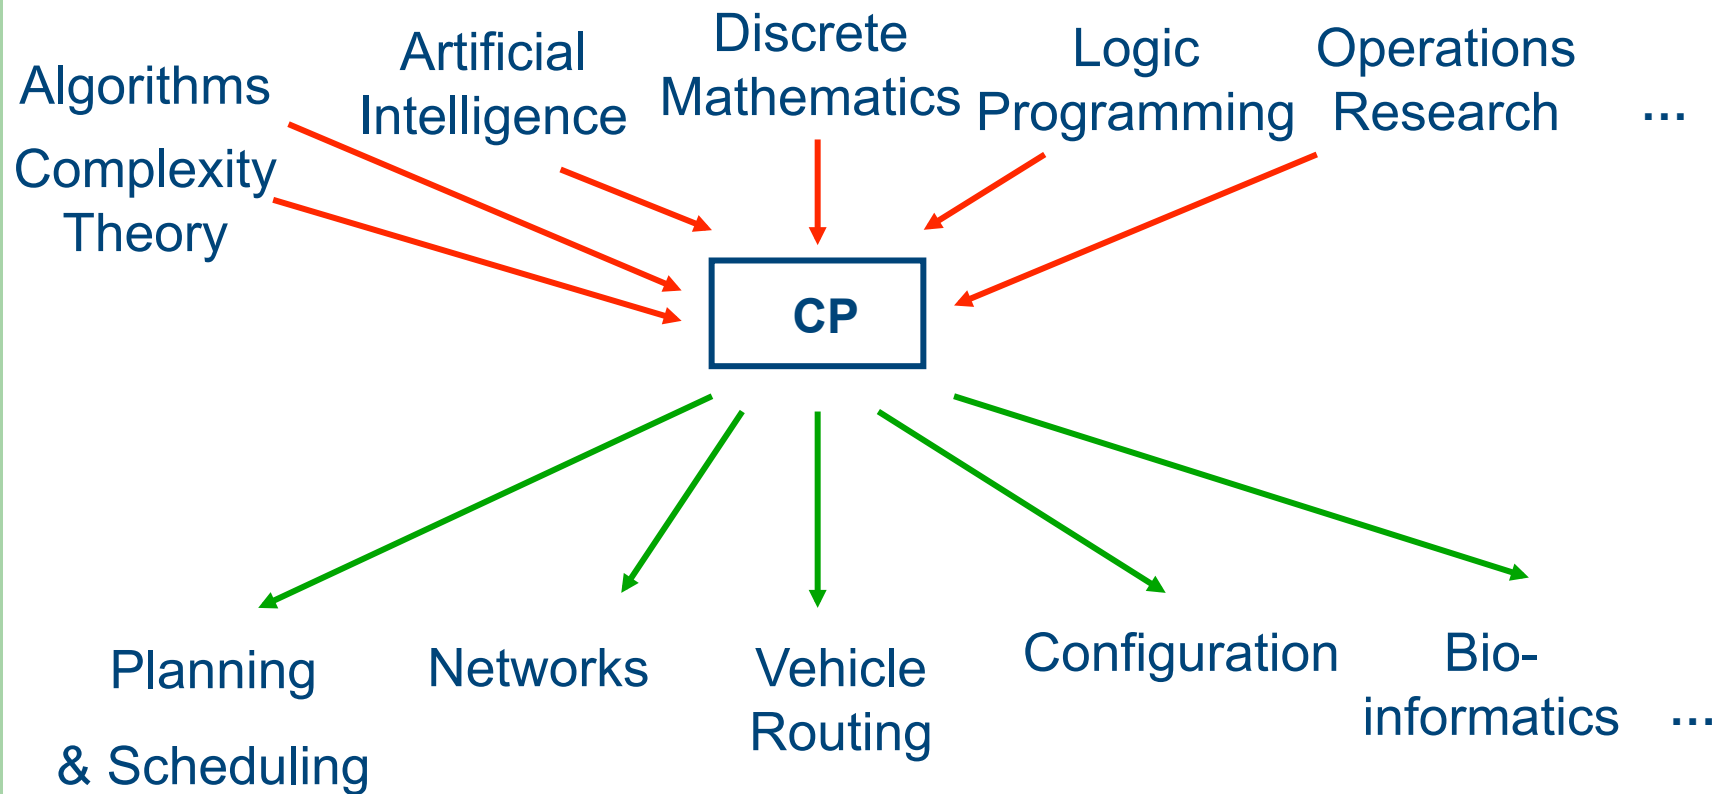 Algorithms
Complexity
Theory
Artificial
Intelligence
Discrete
Mathematics
Logic
Programming
Operations
Research
...
CP
Planning
& Scheduling
Networks
Vehicle
Routing
Configuration
Bio-
informatics
...